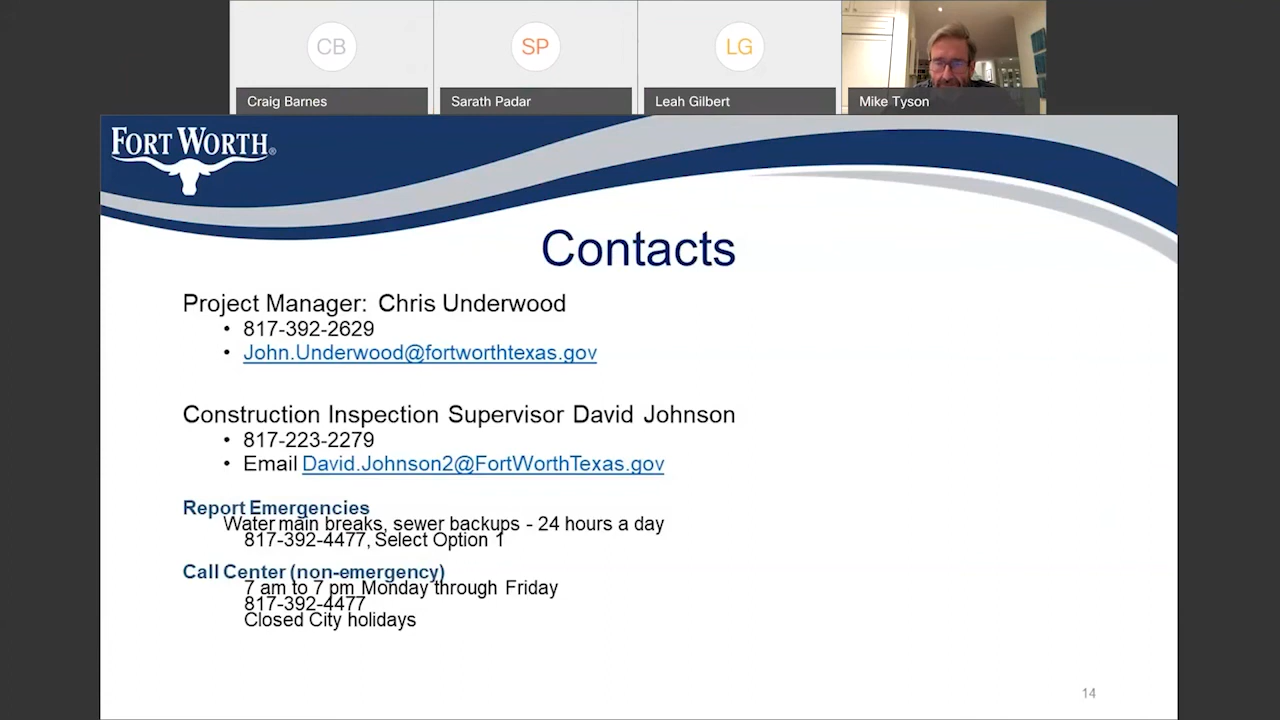 CB
SP
LG
Craig Barnes
Sarath Padar
Leah Gilbert
Mike Tyson
FORT WORTH®
Contacts
Project Manager: Chris Underwood
• 817-392-2629
• John.Underwood@fortworthtexas.gov
Construction Inspection Supervisor David Johnson
• 817-223-2279
• Email David.Johnson2@FortWorthTexas.gov
Report Emergencies
Water main breaks, sewer backups - 24 hours a day
817-392-4477, Select Option 1
Call Center (non-emergency)
7 am to 7 pm Monday through Friday
817-392-4477
Closed City holidays
14